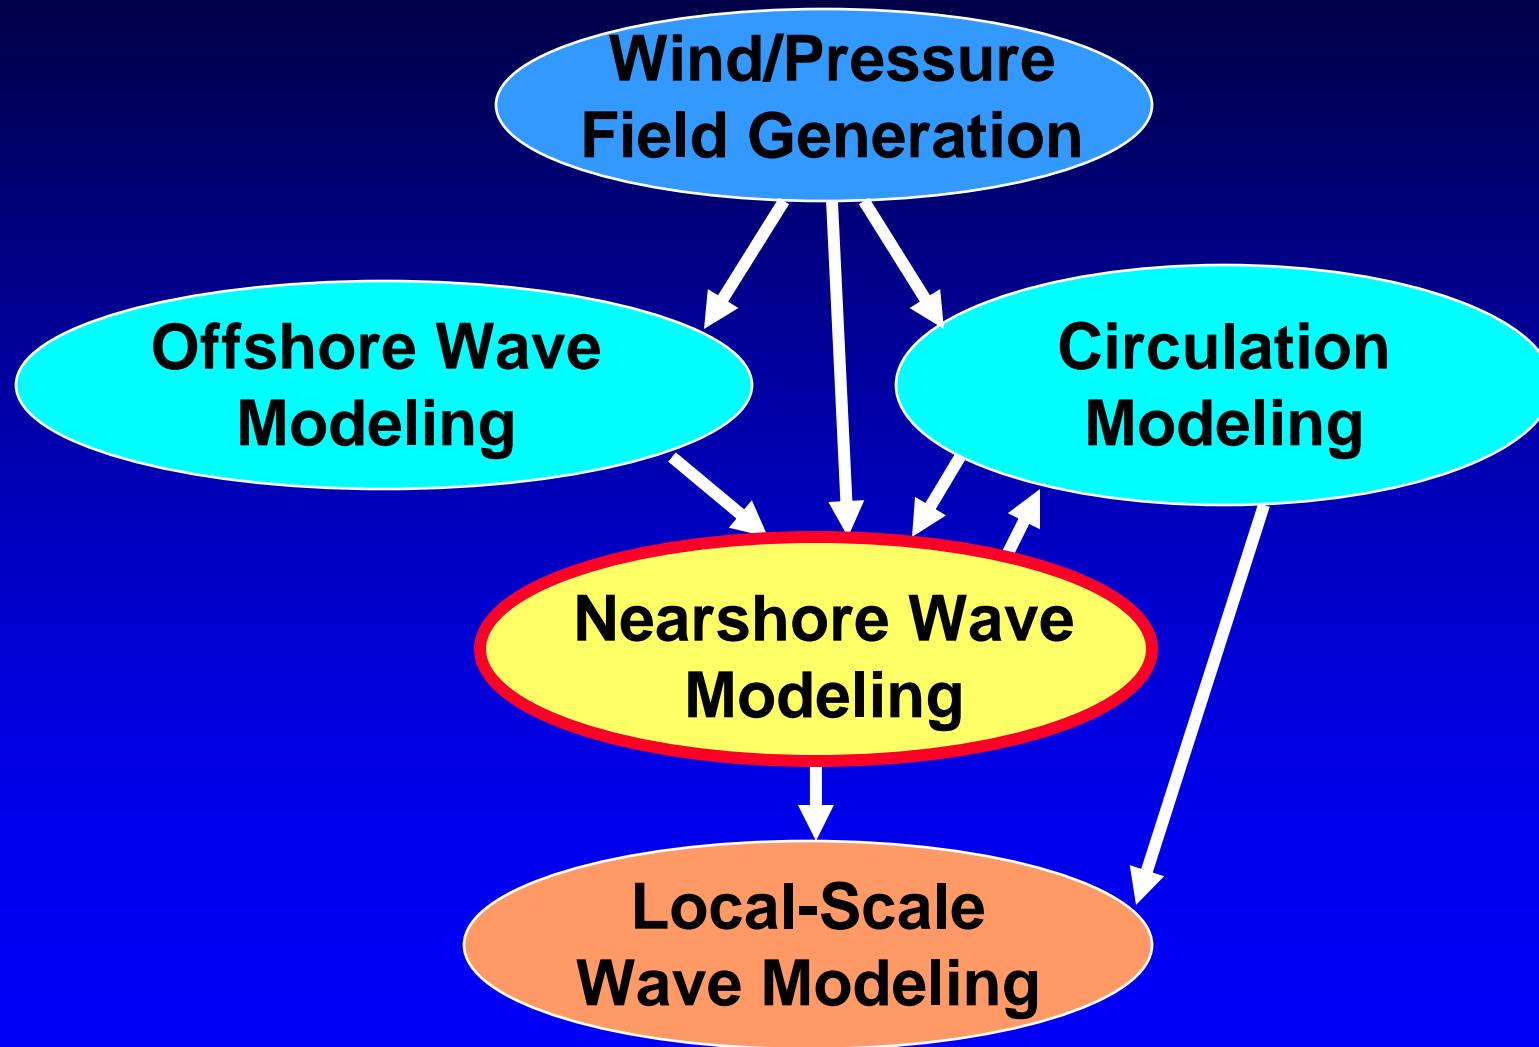 Wind/Pressure
Field Generation
Offshore Wave
Modeling
Circulation
Modeling
Nearshore Wave
Modeling
Local-Scale
Wave Modeling